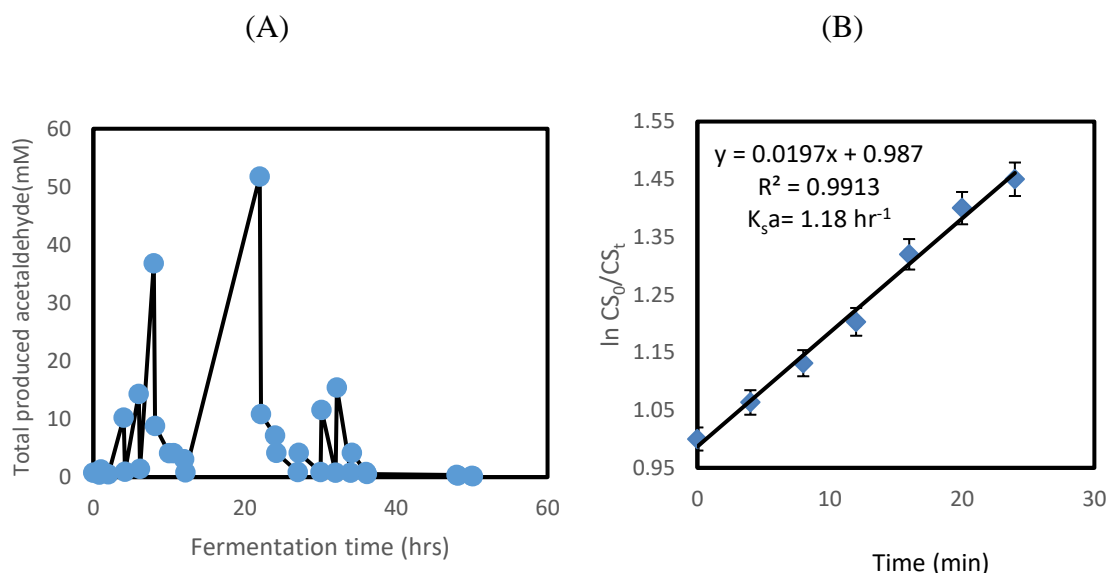 (A)
Total produced acetaldehyde(mM)
60
50
40
30
20
10
0
0 20 40 60
Fermentation time (hrs)
(B)
ln CS₀/CSₜ
1.55
1.45
1.35
1.25
1.15
1.05
0.95
y = 0.0197x + 0.987
R² = 0.9913
Kₛa= 1.18 hr⁻¹
0 10 20 30
Time (min)